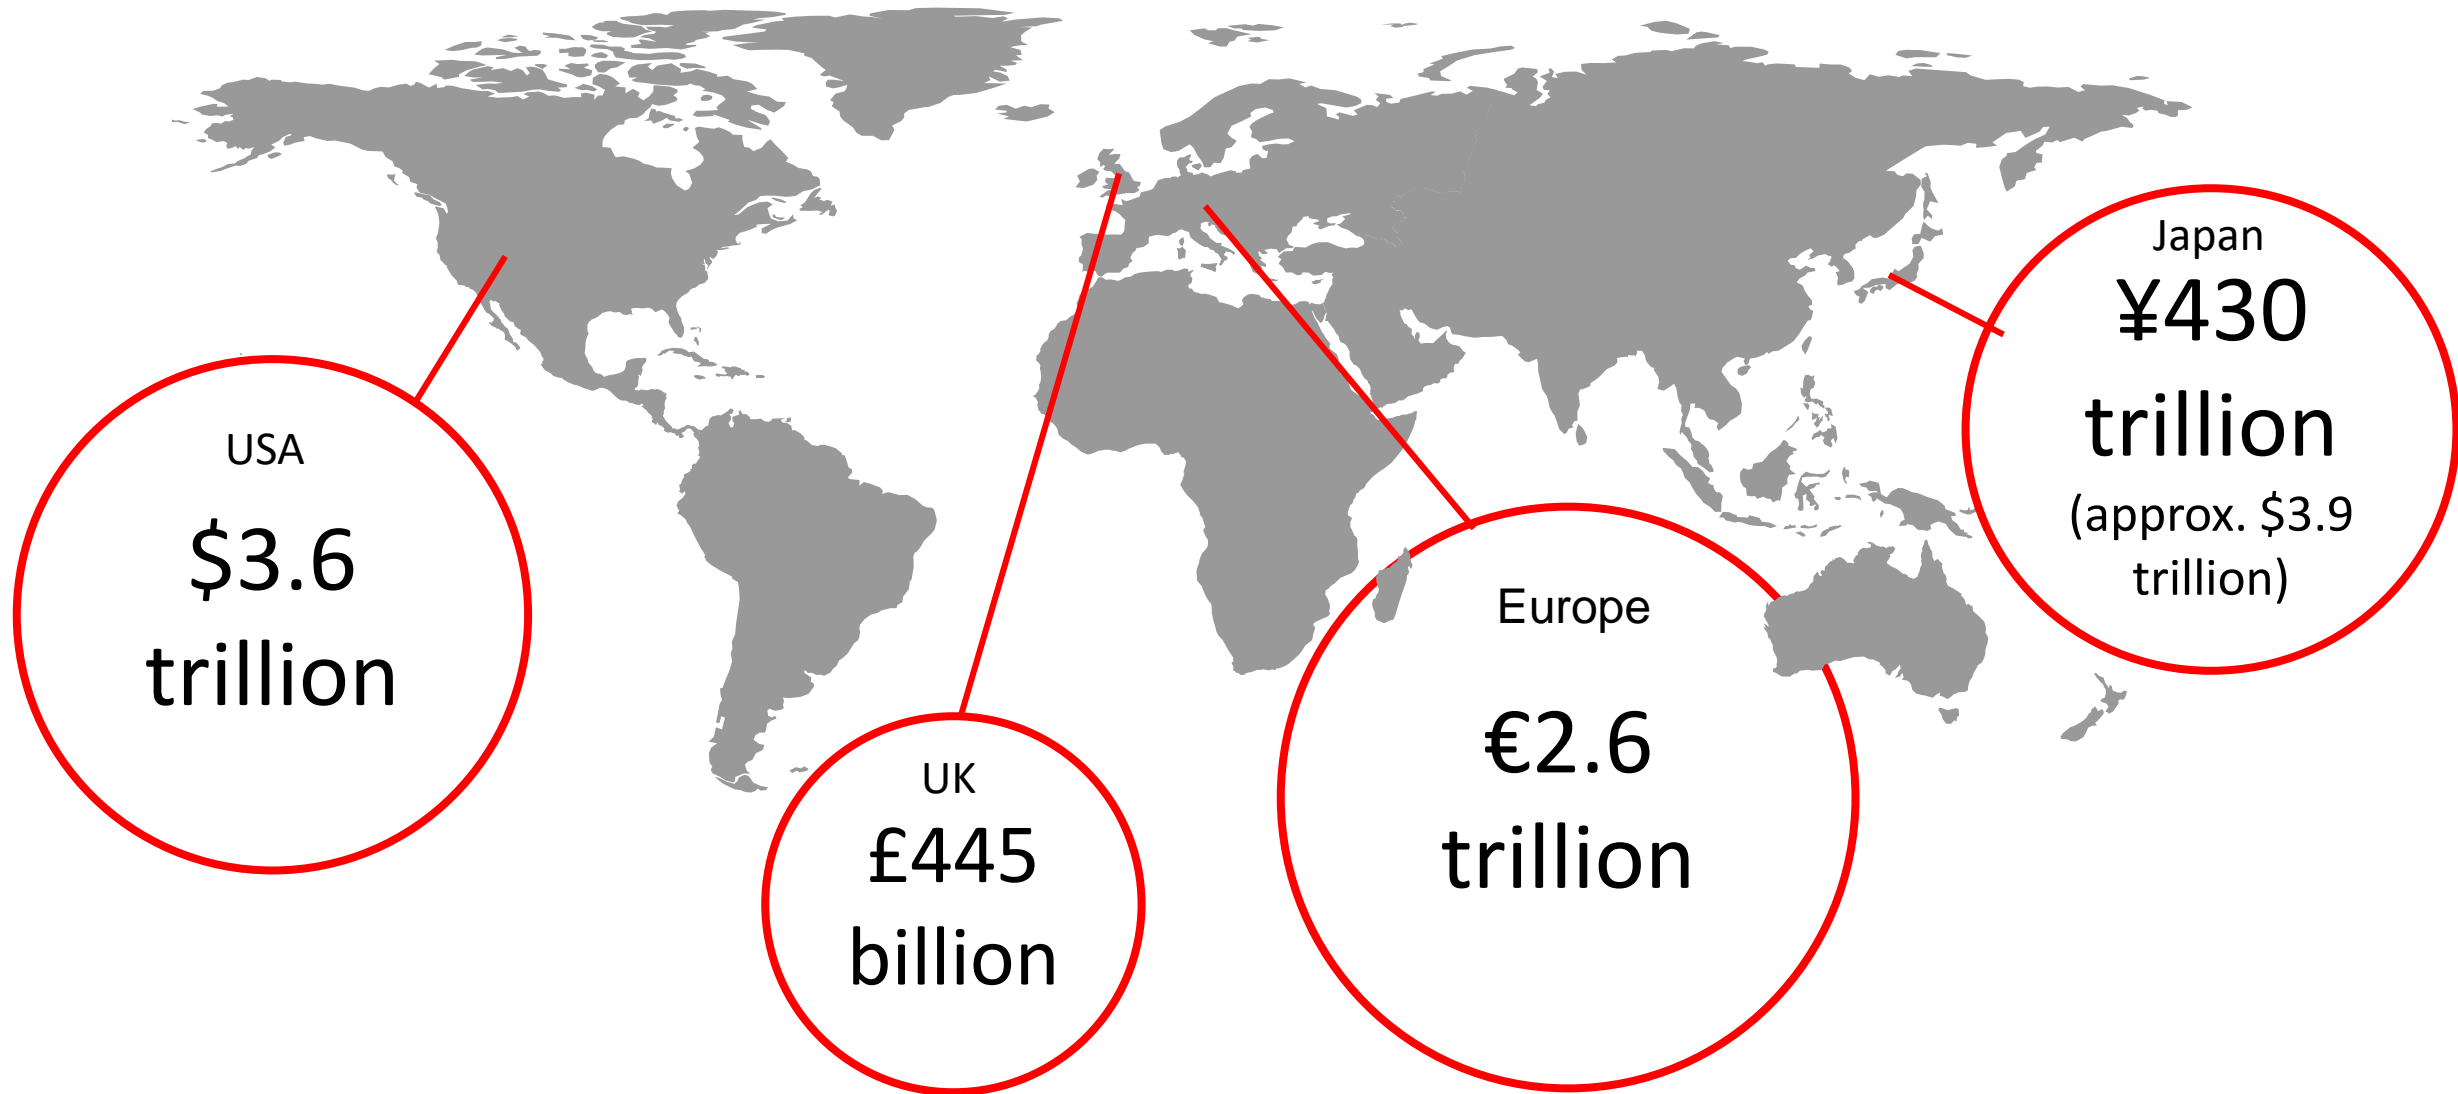 USA
$3.6
trillion
UK
£445
billion
Europe
€2.6
trillion
Japan
¥430
trillion
(approx. $3.9
trillion)